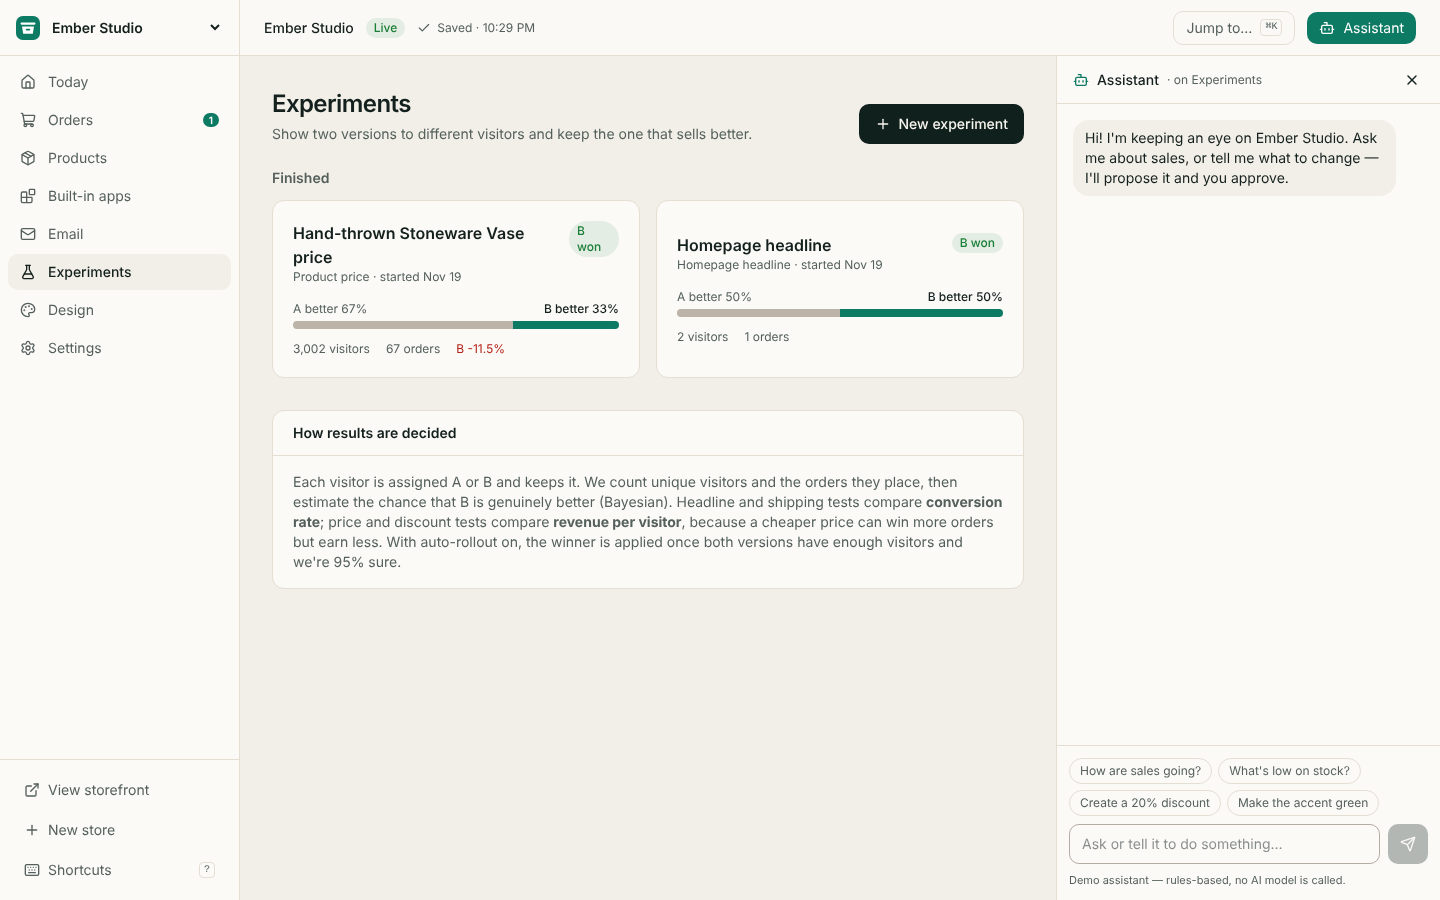 Ember Studio
Today
Orders 1
Products
Built-in apps
Email
Experiments
Design
Settings
View storefront
New store
Shortcuts ?
Ember Studio Live Saved · 10:29 PM
Jump to... ⌘K
Assistant
Experiments
Show two versions to different visitors and keep the one that sells better.
New experiment
Finished
Hand-thrown Stoneware Vase
price
B
won
Product price · started Nov 19
A better 67% B better 33%
3,002 visitors 67 orders B -11.5%
Homepage headline B won
Homepage headline · started Nov 19
A better 50% B better 50%
2 visitors 1 orders
How results are decided
Each visitor is assigned A or B and keeps it. We count unique visitors and the orders they place, then
estimate the chance that B is genuinely better (Bayesian). Headline and shipping tests compare conversion
rate; price and discount tests compare revenue per visitor, because a cheaper price can win more orders
but earn less. With auto-rollout on, the winner is applied once both versions have enough visitors and
we're 95% sure.
Assistant · on Experiments
Hi! I'm keeping an eye on Ember Studio. Ask
me about sales, or tell me what to change —
I'll propose it and you approve.
How are sales going? What's low on stock?
Create a 20% discount Make the accent green
Ask or tell it to do something...
Demo assistant — rules-based, no AI model is called.